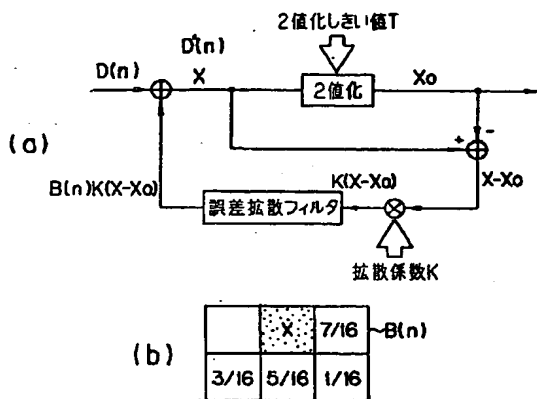 2値化しきい値T
D*(n)
D(n)
X
2値化
Xo
(a)
+
-
B(n)K(X-Xo)
K(X-Xo)
X-Xo
誤差拡散フィルタ
拡散係数K
(b)
X
7/16
B(n)
3/16
5/16
1/16